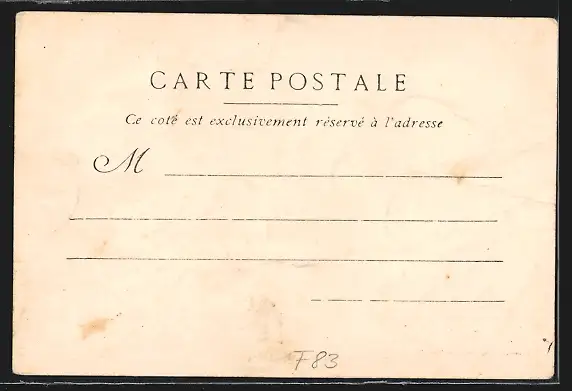 CARTE POSTALE
Ce coté est exclusivement réservé à l'adresse
M
F83